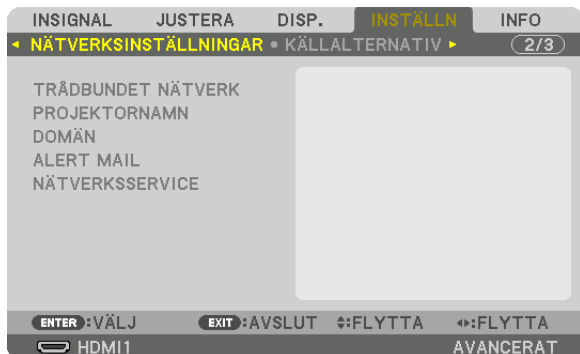 INSIGNAL JUSTERA DISP. INSTÄLLN INFO
◂ NÄTVERKSINSTÄLLNINGAR • KÄLLALTERNATIV ▸ 2/3
TRÅDBUNDET NÄTVERK
PROJEKTORNAMN
DOMÄN
ALERT MAIL
NÄTVERKSSERVICE
ENTER :VÄLJ EXIT :AVSLUT :FLYTTA :FLYTTA
HDMI1 AVANCERAT